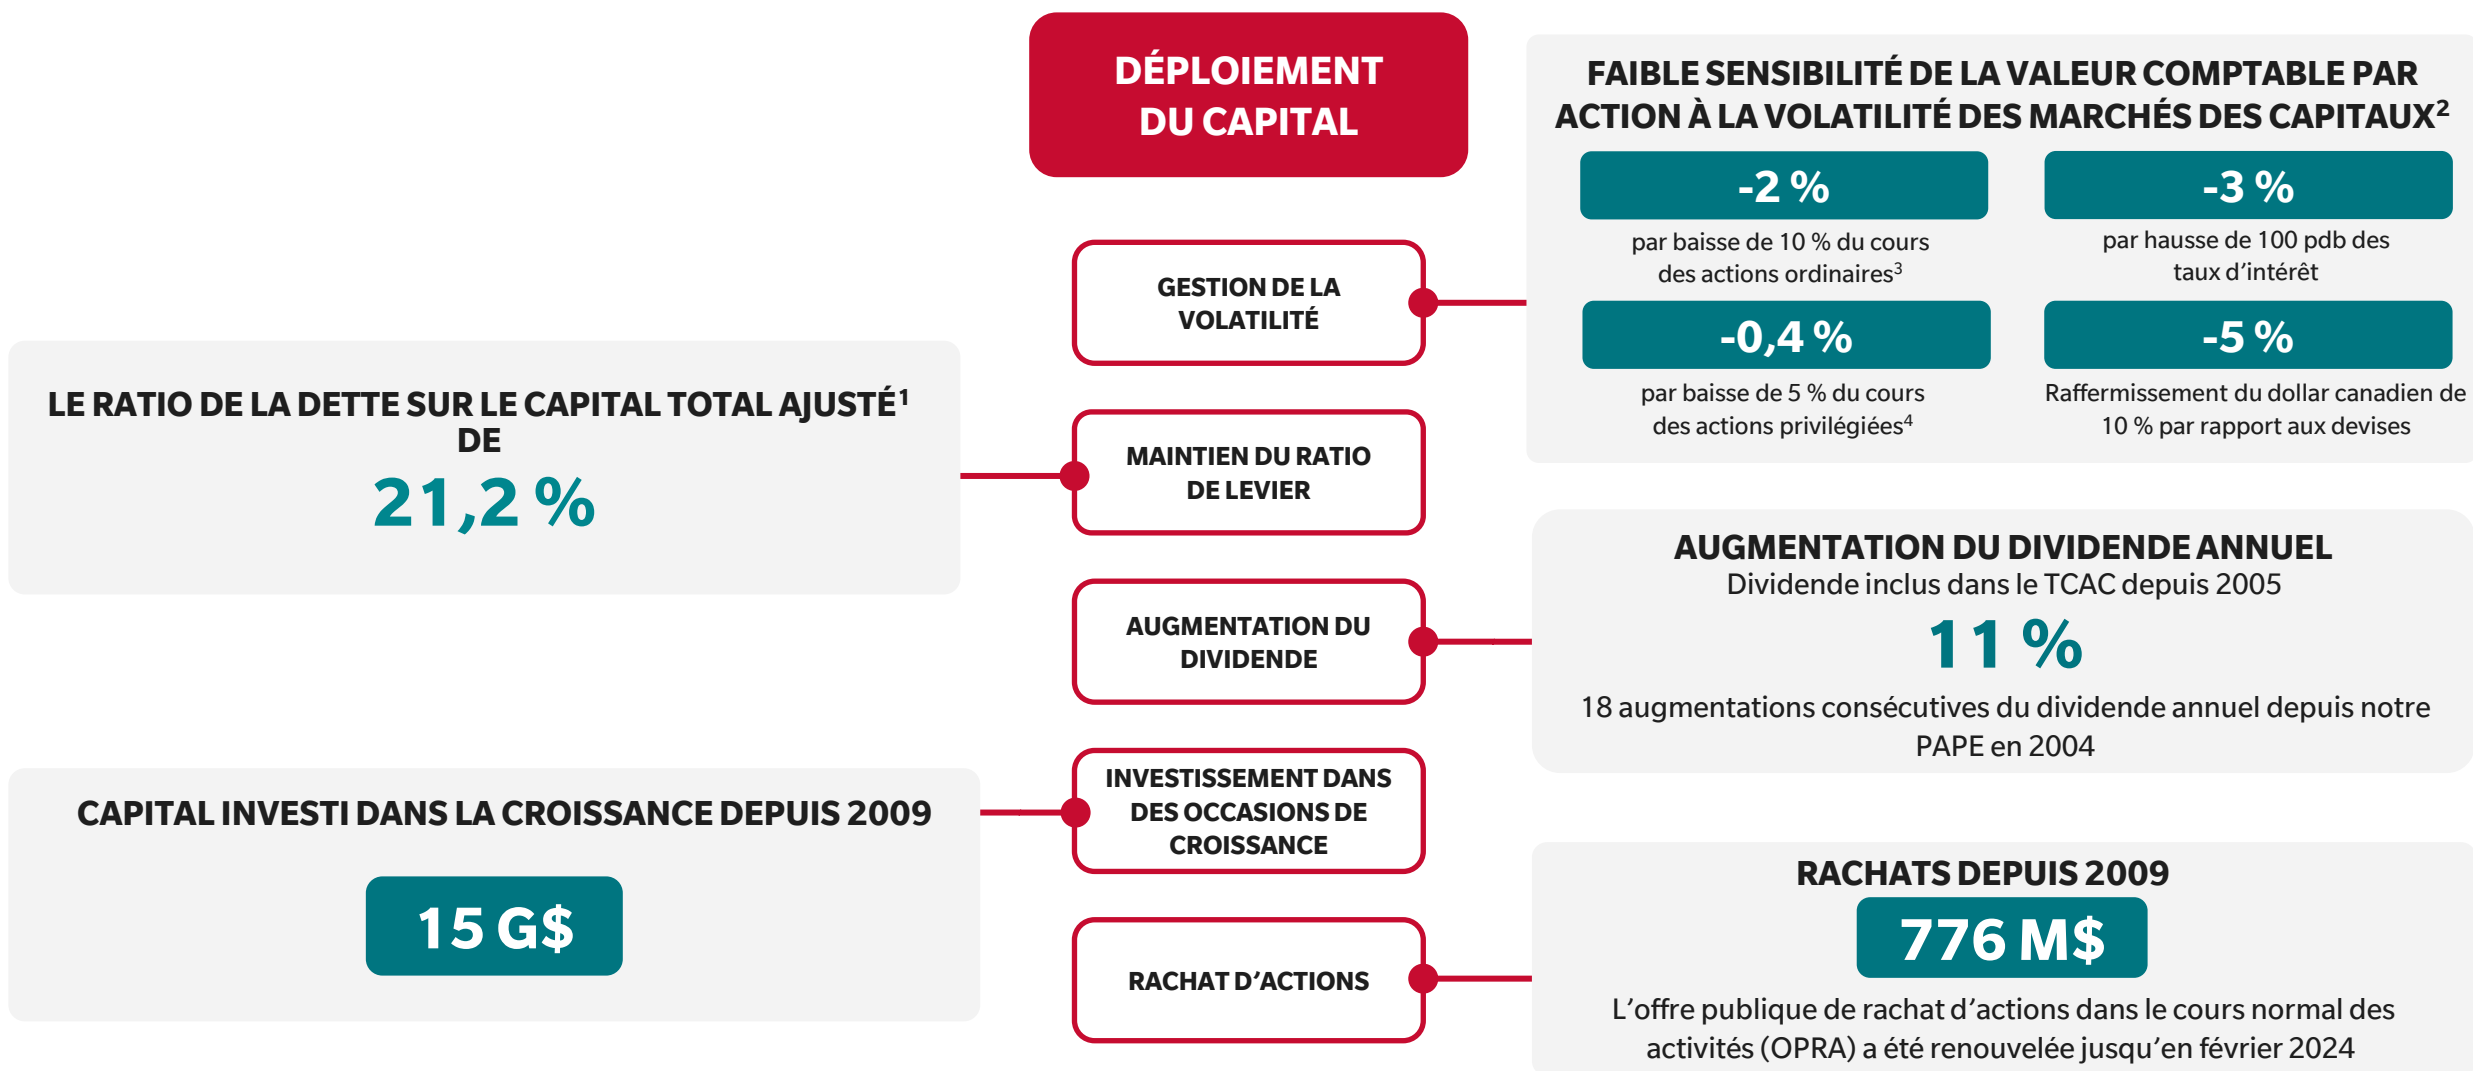 DÉPLOIEMENT
DU CAPITAL
GESTION DE LA
VOLATILITÉ
FAIBLE SENSIBILITÉ DE LA VALEUR COMPTABLE PAR
ACTION À LA VOLATILITÉ DES MARCHÉS DES CAPITAUX²
-2 %
par baisse de 10 % du cours
des actions ordinaires³
-3 %
par hausse de 100 pdb des
taux d’intérêt
-0,4 %
par baisse de 5 % du cours
des actions privilégiées⁴
-5 %
Raffermissement du dollar canadien de
10 % par rapport aux devises
MAINTIEN DU RATIO
DE LEVIER
LE RATIO DE LA DETTE SUR LE CAPITAL TOTAL AJUSTÉ¹
DE
21,2 %
AUGMENTATION DU
DIVIDENDE
AUGMENTATION DU DIVIDENDE ANNUEL
Dividende inclus dans le TCAC depuis 2005
11 %
18 augmentations consécutives du dividende annuel depuis notre
PAPE en 2004
INVESTISSEMENT DANS
DES OCCASIONS DE
CROISSANCE
CAPITAL INVESTI DANS LA CROISSANCE DEPUIS 2009
15 G$
RACHAT D’ACTIONS
RACHATS DEPUIS 2009
776 M$
L’offre publique de rachat d’actions dans le cours normal des
activités (OPRA) a été renouvelée jusqu’en février 2024